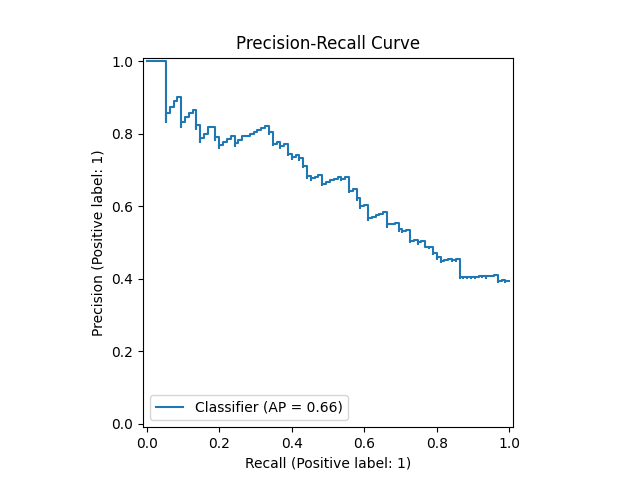 Precision-Recall Curve
1.0
0.8
0.6
0.4
0.2
0.0
Precision (Positive label: 1)
Classifier (AP = 0.66)
0.0 0.2 0.4 0.6 0.8 1.0
Recall (Positive label: 1)